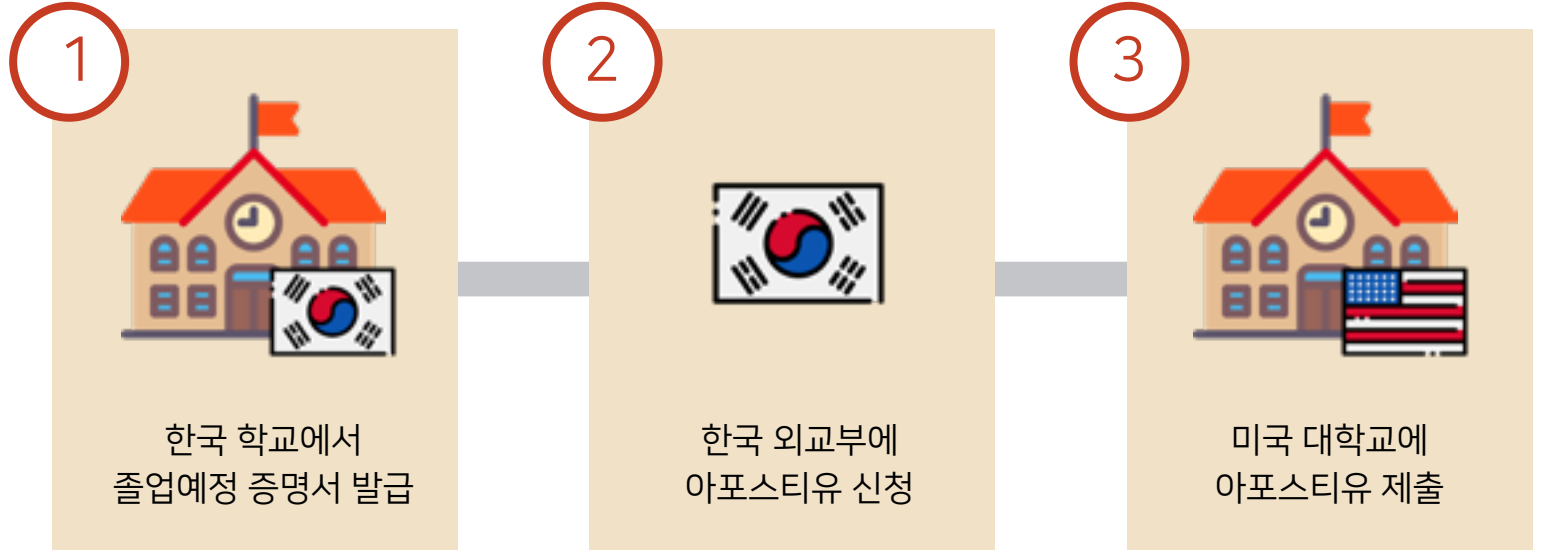 1
한국 학교에서
졸업예정 증명서 발급
2
한국 외교부에
아포스티유 신청
3
미국 대학교에
아포스티유 제출